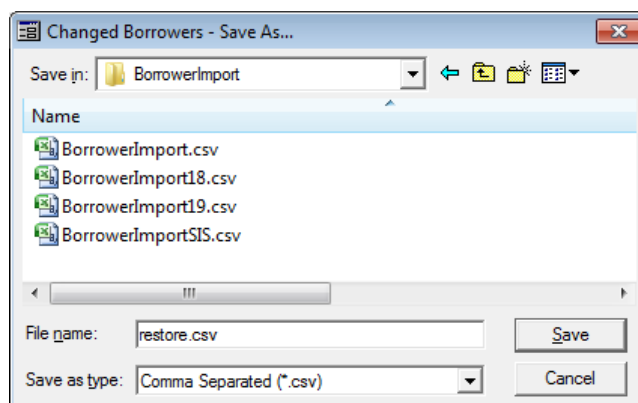 Changed Borrowers - Save As...
Save in: BorrowerImport
Name
BorrowerImport.csv
BorrowerImport18.csv
BorrowerImport19.csv
BorrowerImportSIS.csv
File name: restore.csv Save
Save as type: Comma Separated (*.csv) Cancel